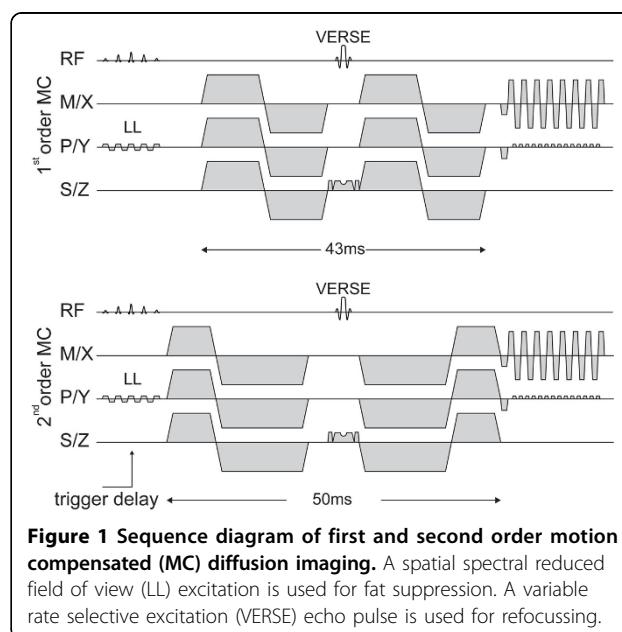 VERSE
RF
M/X
LL
P/Y
S/Z
1st order MC
43ms
VERSE
RF
M/X
LL
P/Y
S/Z
2nd order MC
trigger delay
50ms
Figure 1 Sequence diagram of first and second order motion
compensated (MC) diffusion imaging. A spatial spectral reduced
field of view (LL) excitation is used for fat suppression. A variable
rate selective excitation (VERSE) echo pulse is used for refocussing.